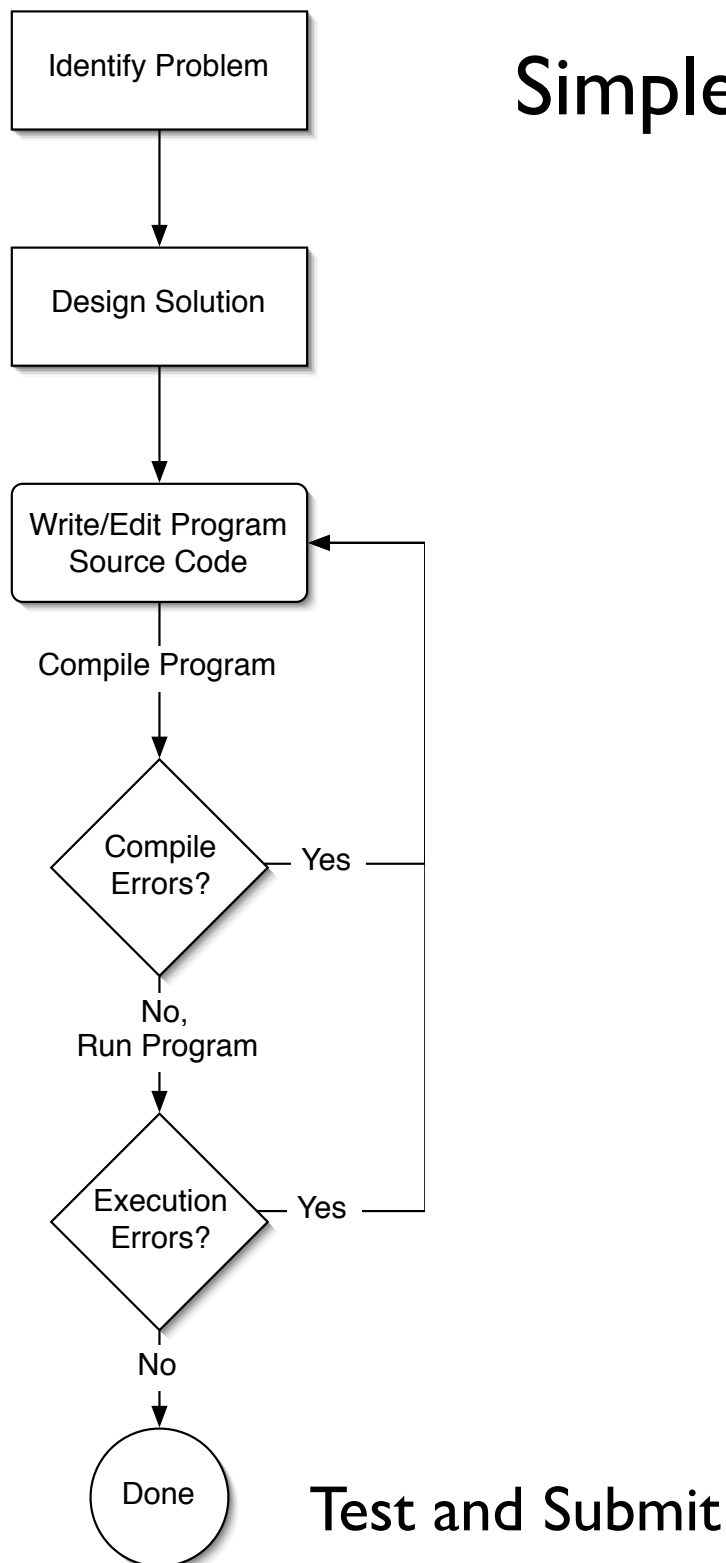 Identify Problem
Simple
Design Solution
Write/Edit Program
Source Code
Compile Program
Compile
Errors?
Yes
No,
Run Program
Execution
Errors?
Yes
No
Done
Test and Submit